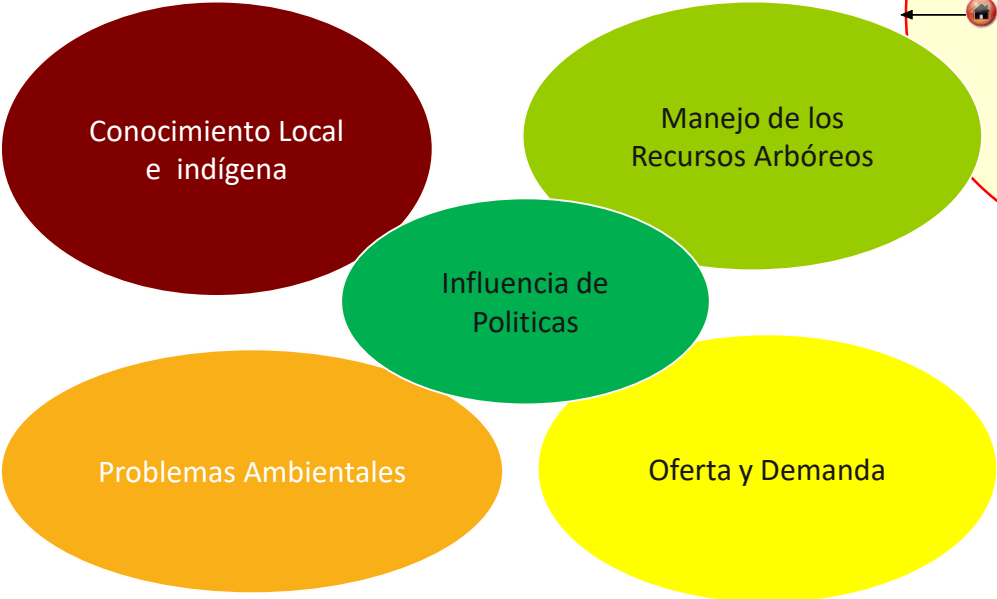 Conocimiento Local
e indígena
Manejo de los
Recursos Arbóreos
Influencia de
Politicas
Problemas Ambientales
Oferta y Demanda